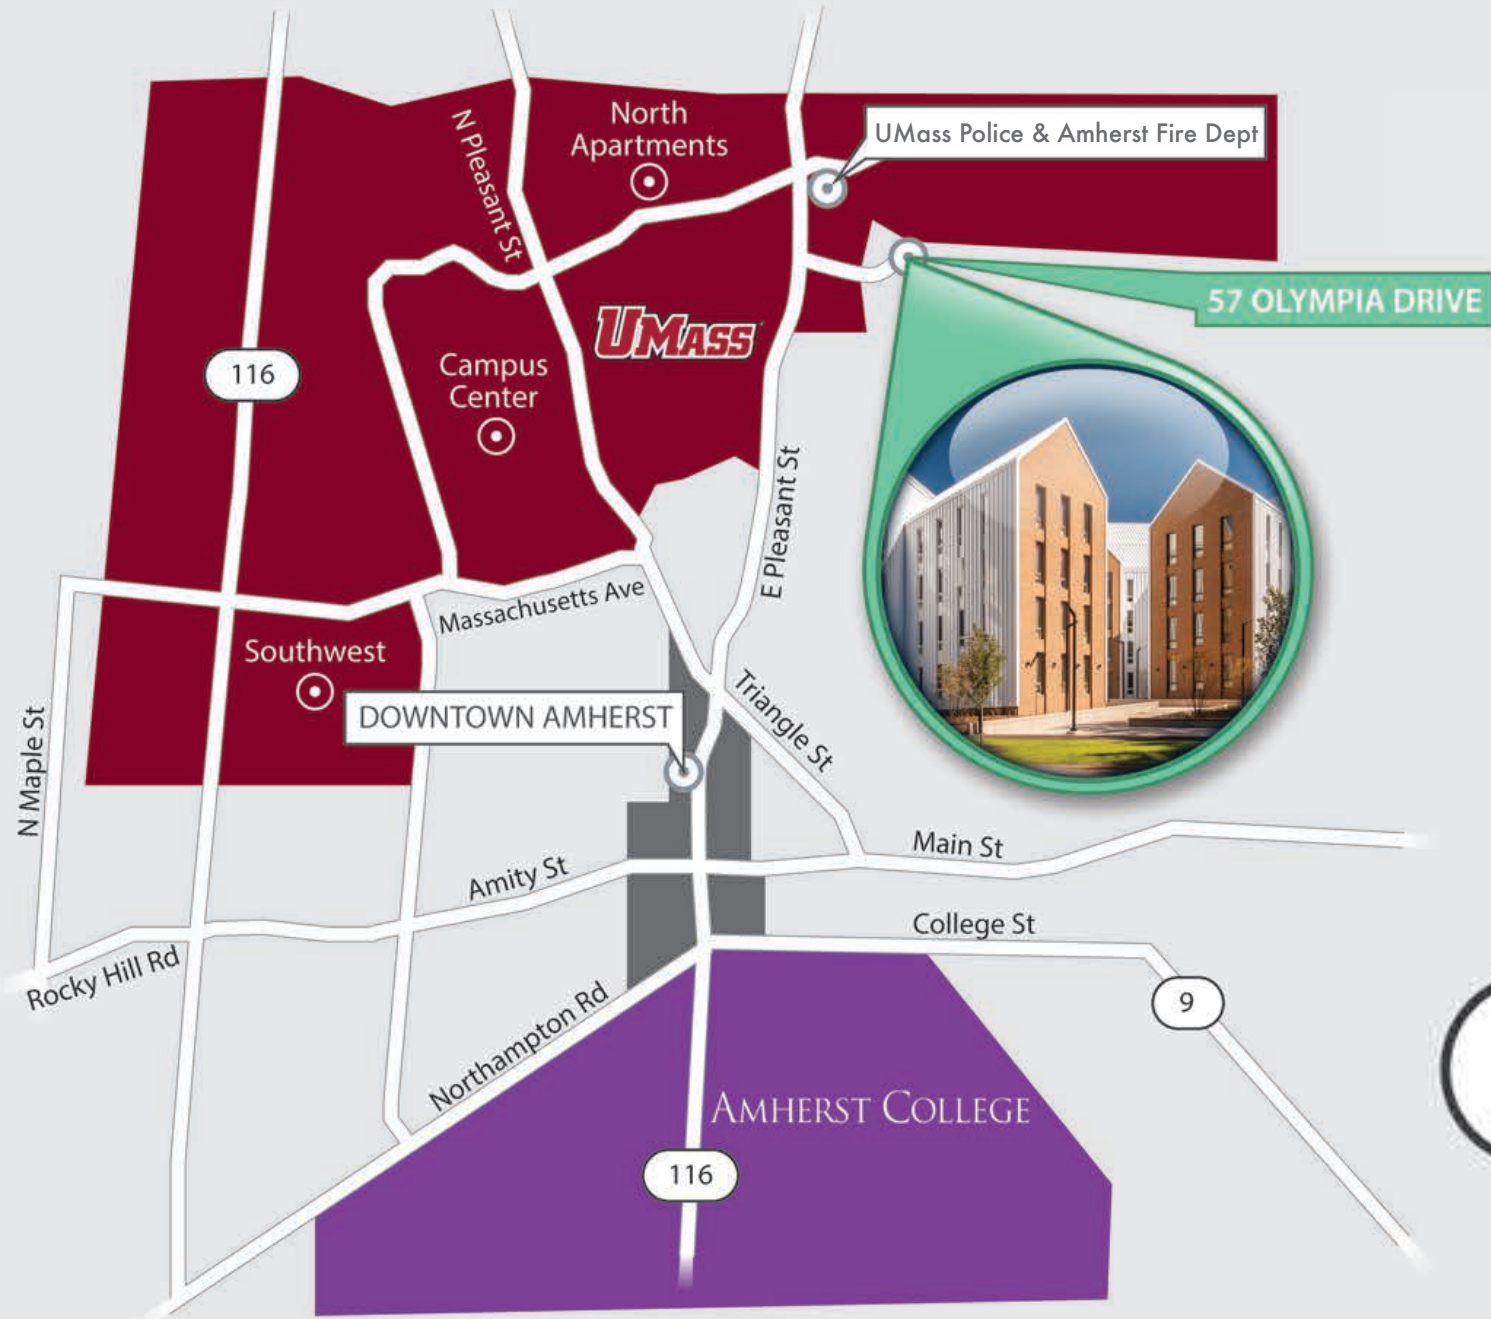 North
Apartments
N Pleasant St
UMass Police & Amherst Fire Dept
57 OLYMPIA DRIVE
UMASS
116
Campus
Center
E Pleasant St
Massachusetts Ave
Southwest
DOWNTOWN AMHERST
Triangle St
N Maple St
Main St
Amity St
College St
Rocky Hill Rd
Northampton Rd
9
AMHERST COLLEGE
116